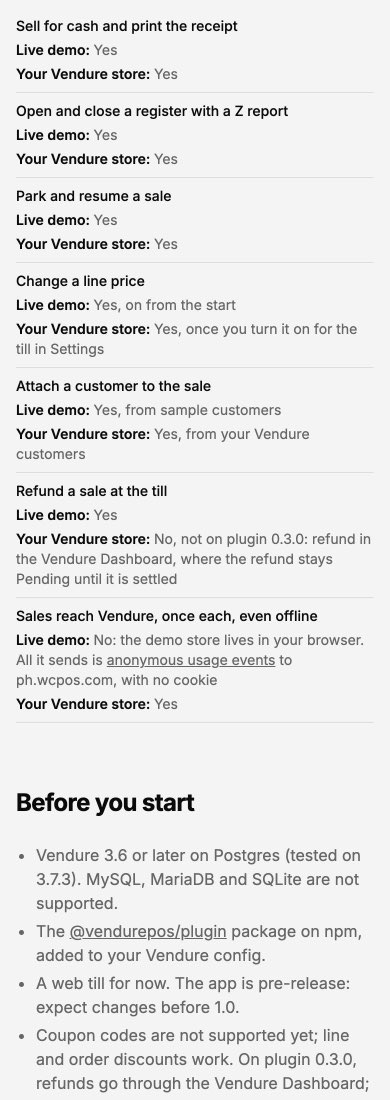 Sell for cash and print the receipt
Live demo: Yes
Your Vendure store: Yes
Open and close a register with a Z report
Live demo: Yes
Your Vendure store: Yes
Park and resume a sale
Live demo: Yes
Your Vendure store: Yes
Change a line price
Live demo: Yes, on from the start
Your Vendure store: Yes, once you turn it on for the
till in Settings
Attach a customer to the sale
Live demo: Yes, from sample customers
Your Vendure store: Yes, from your Vendure
customers
Refund a sale at the till
Live demo: Yes
Your Vendure store: No, not on plugin 0.3.0: refund in
the Vendure Dashboard, where the refund stays
Pending until it is settled
Sales reach Vendure, once each, even offline
Live demo: No: the demo store lives in your browser.
All it sends is anonymous usage events to
ph.wcpos.com, with no cookie
Your Vendure store: Yes
Before you start
• Vendure 3.6 or later on Postgres (tested on
3.7.3). MySQL, MariaDB and SQLite are not
supported.
• The @vendurepos/plugin package on npm,
added to your Vendure config.
• A web till for now. The app is pre-release:
expect changes before 1.0.
• Coupon codes are not supported yet; line
and order discounts work. On plugin 0.3.0,
refunds go through the Vendure Dashboard;